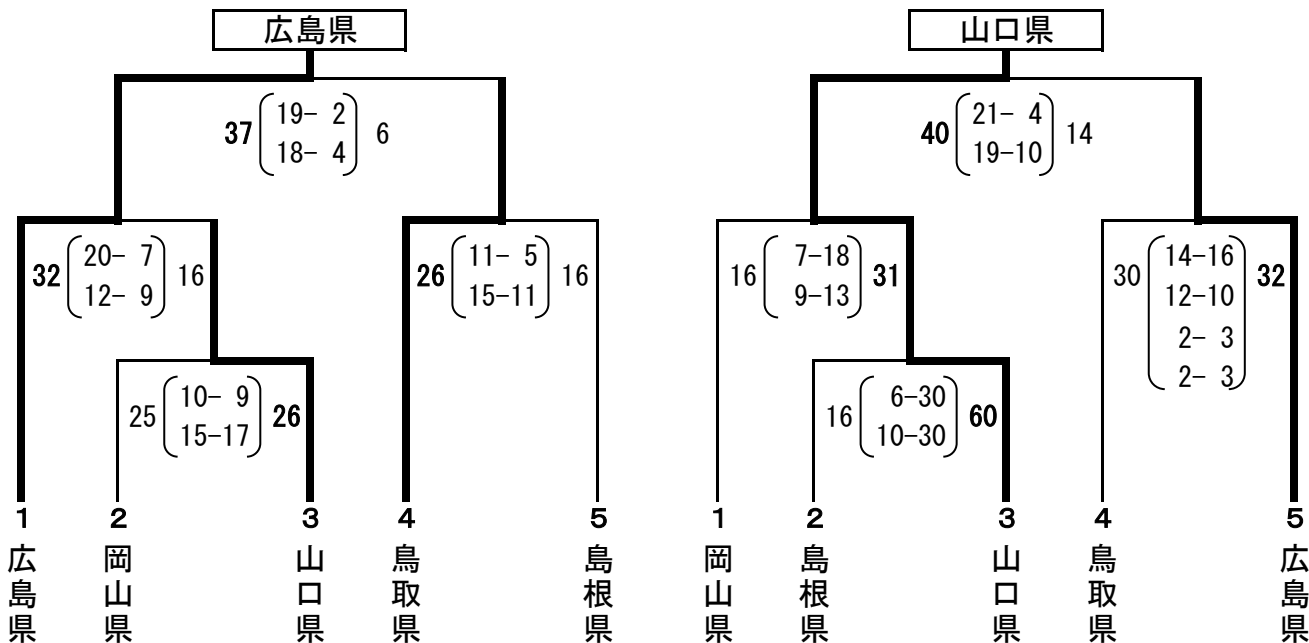 広島県
37 19- 2 6
18- 4
32 20- 7 16
12- 9
26 11- 5 16
15-11
25 10- 9 26
15-17
1 2 3 4 5
広島県 岡山県 山口県 鳥取県 島根県
山口県
40 21- 4 14
19-10
16 7-18 31
9-13
30 14-16 32
12-10
2- 3
2- 3
16 6-30 60
10-30
1 2 3 4 5
岡山県 島根県 山口県 鳥取県 広島県